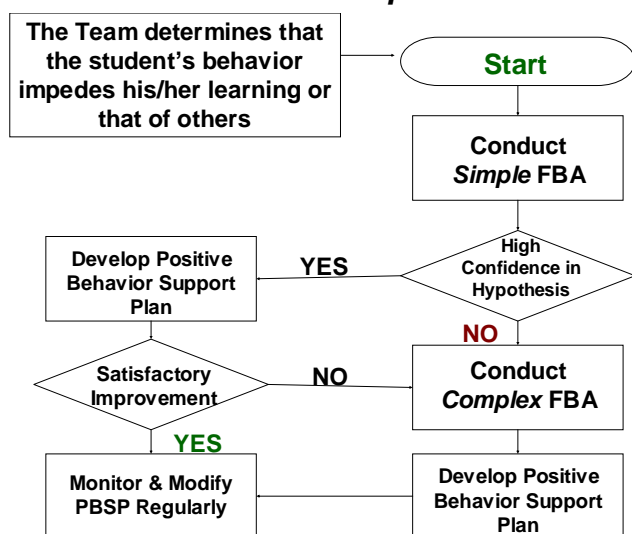 The Team determines that
the student's behavior
impedes his/her learning or
that of others
Start
Conduct
Simple FBA
High
Confidence in
Hypothesis
YES
Develop Positive
Behavior Support
Plan
NO
Satisfactory
Improvement
NO
Conduct
Complex FBA
YES
Monitor & Modify
PBSP Regularly
Develop Positive
Behavior Support
Plan